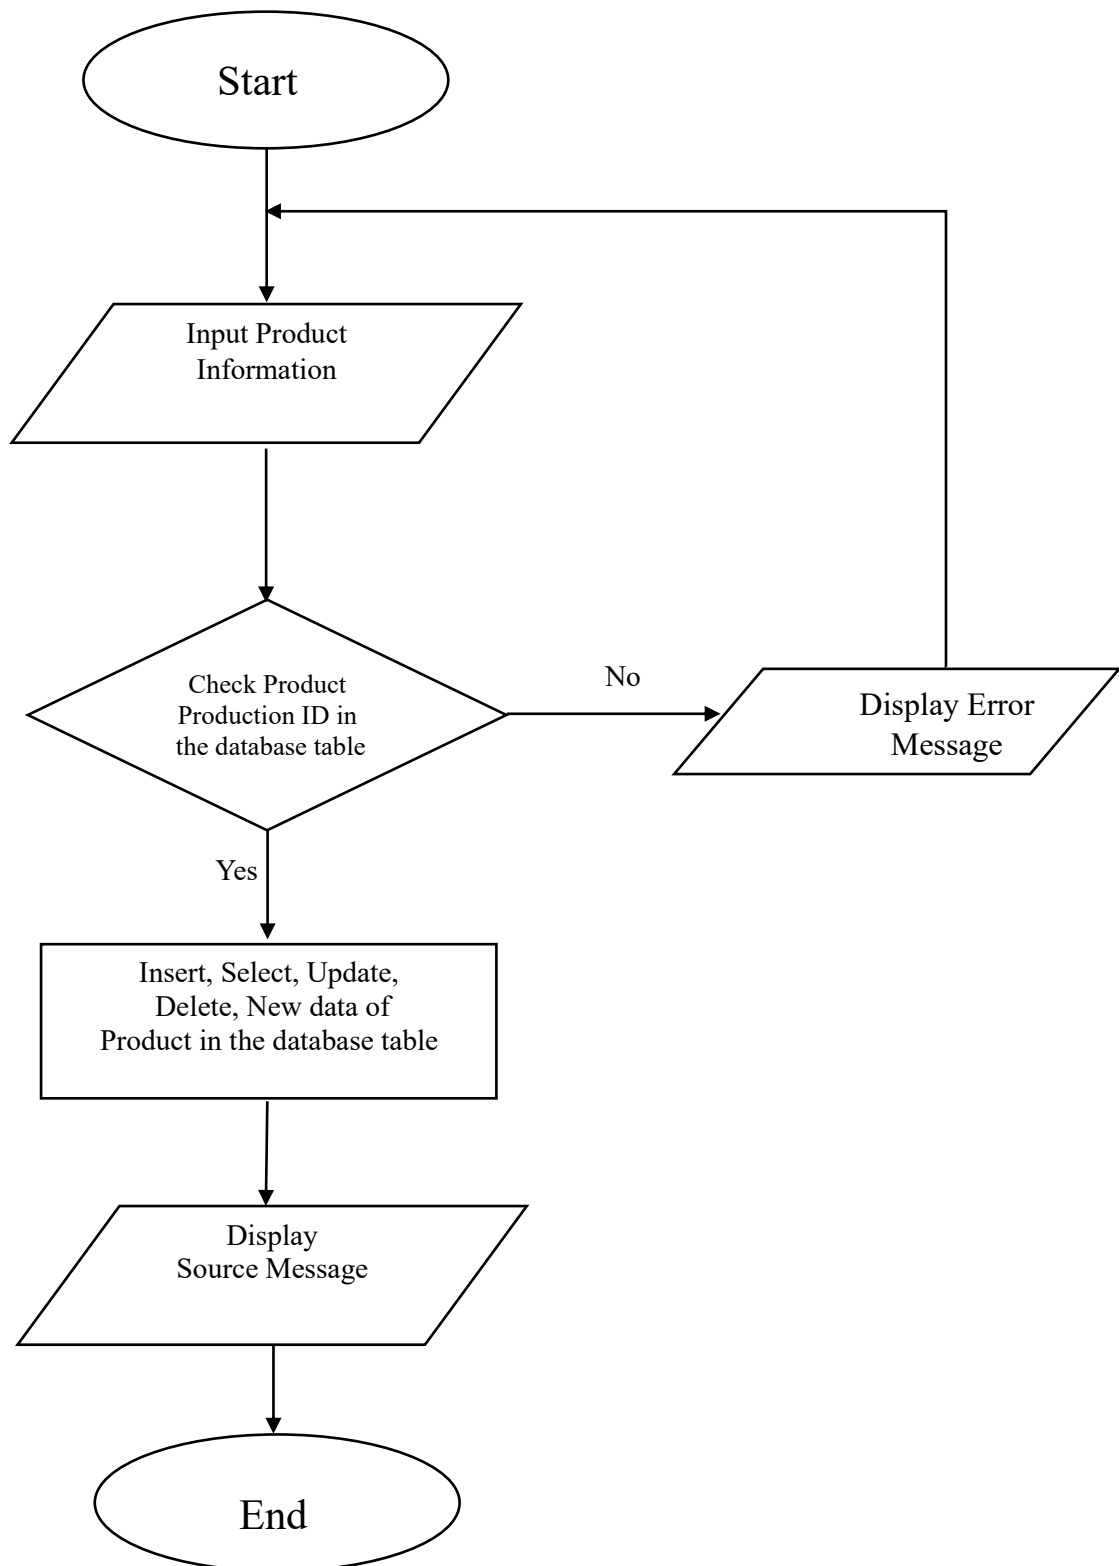 Start
Input Product
Information
Check Product
Production ID in
the database table
No
Display Error
Message
Yes
Insert, Select, Update,
Delete, New data of
Product in the database table
Display
Source Message
End